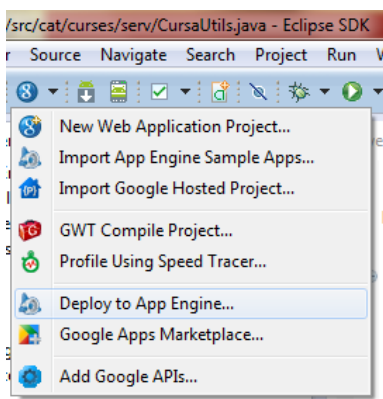 /src/cat/curses/serv/CursaUtils.java - Eclipse SDK
Source Navigate Search Project Run
New Web Application Project...
Import App Engine Sample Apps...
Import Google Hosted Project...
GWT Compile Project...
Profile Using Speed Tracer...
Deploy to App Engine...
Google Apps Marketplace...
Add Google APIs...